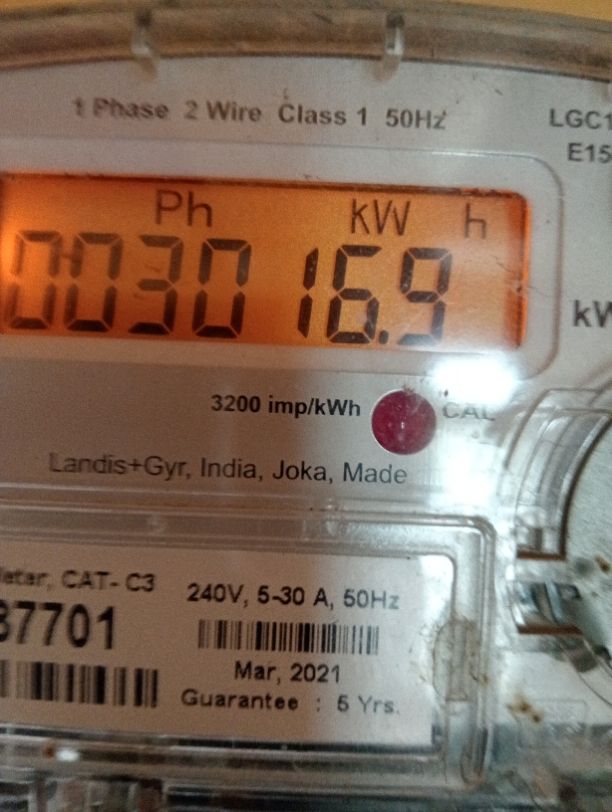 1 Phase 2 Wire Class 1 50Hz
LGC1
E15
Ph kW h
0030 16.9
kW
3200 imp/kWh CAL
Landis+Gyr, India, Joka, Made
Meter, CAT- C3
37701
240V, 5-30 A, 50Hz
Mar, 2021
Guarantee : 5 Yrs.